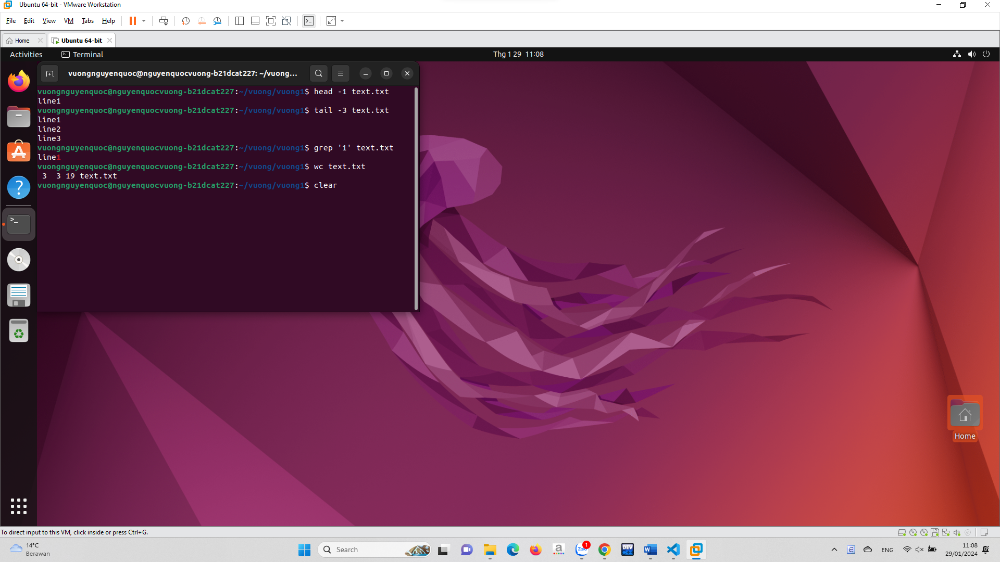 Ubuntu 64-bit - VMware Workstation
File Edit View VM Tabs Help
Home Ubuntu 64-bit
Activities Terminal Thg 1 29 11:08
vuongnguyenquoc@nguyenquocvuong-b21dcat227: ~/vuong...
vuongnguyenquoc@nguyenquocvuong-b21dcat227:~/vuong/vuong1$ head -1 text.txt
line1
vuongnguyenquoc@nguyenquocvuong-b21dcat227:~/vuong/vuong1$ tail -3 text.txt
line1
line2
line3
vuongnguyenquoc@nguyenquocvuong-b21dcat227:~/vuong/vuong1$ grep '1' text.txt
line1
vuongnguyenquoc@nguyenquocvuong-b21dcat227:~/vuong/vuong1$ wc text.txt
 3  3 19 text.txt
vuongnguyenquoc@nguyenquocvuong-b21dcat227:~/vuong/vuong1$ clear
Home
To direct input to this VM, click inside or press Ctrl+G.
14°C
Berawan
Search
Zalo
1
DEV
ENG
11:08
29/01/2024